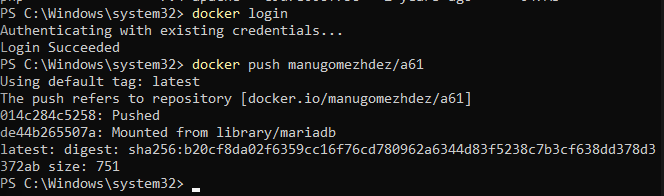 PS C:\Windows\system32> docker login
Authenticating with existing credentials...
Login Succeeded
PS C:\Windows\system32> docker push manugomezhdez/a61
Using default tag: latest
The push refers to repository [docker.io/manugomezhdez/a61]
014c284c5258: Pushed
de44b265507a: Mounted from library/mariadb
latest: digest: sha256:b20cf8da02f6359cc16f76cd780962a6344d83f5238c7b3cf638dd378d3
372ab size: 751
PS C:\Windows\system32>